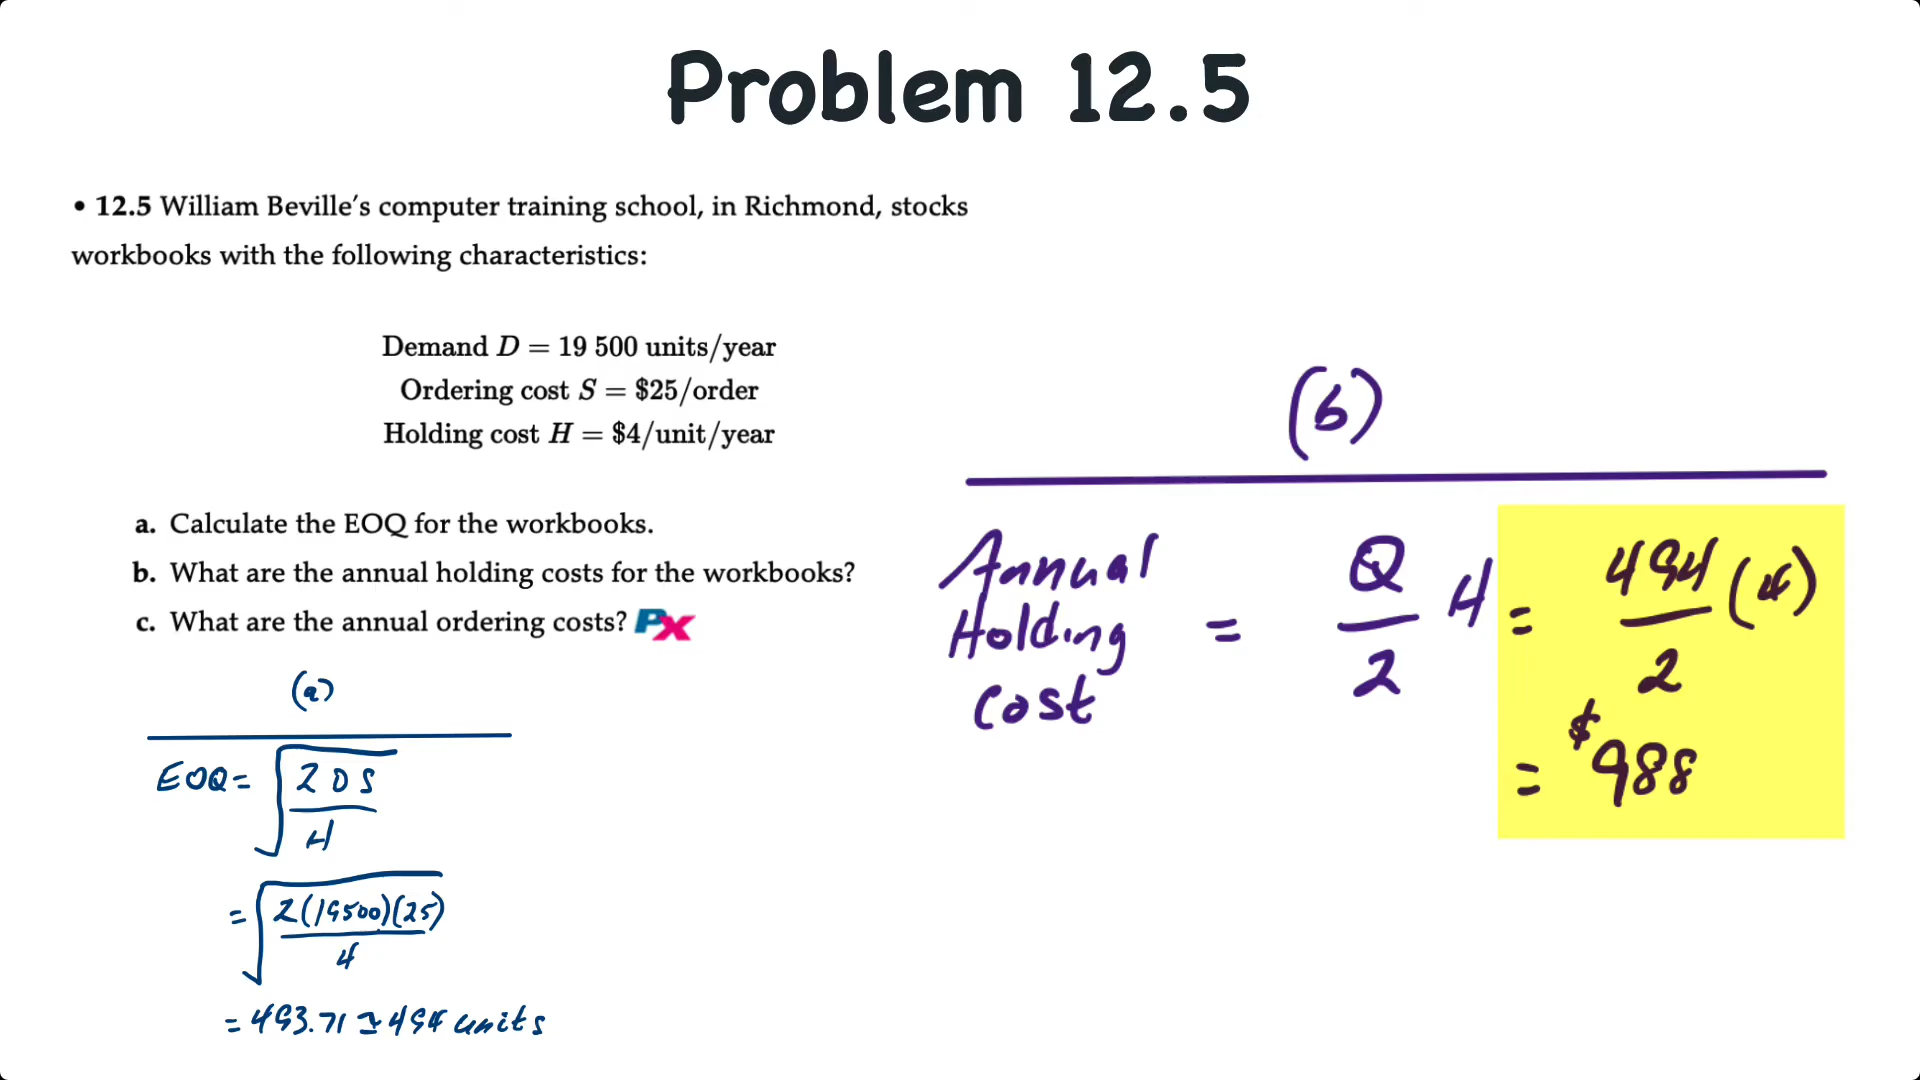 Problem 12.5
• 12.5 William Beville's computer training school, in Richmond, stocks
workbooks with the following characteristics:
Demand D = 19 500 units/year
Ordering cost S = $25/order
Holding cost H = $4/unit/year
a. Calculate the EOQ for the workbooks.
b. What are the annual holding costs for the workbooks?
c. What are the annual ordering costs? PX
(a)
EOQ = √(2DS/H)
= √(2(19500)(25)/4)
= 493.71 ≃ 494 units
(b)
Annual Holding Cost = Q/2 H = 494/2 (4)
= $988